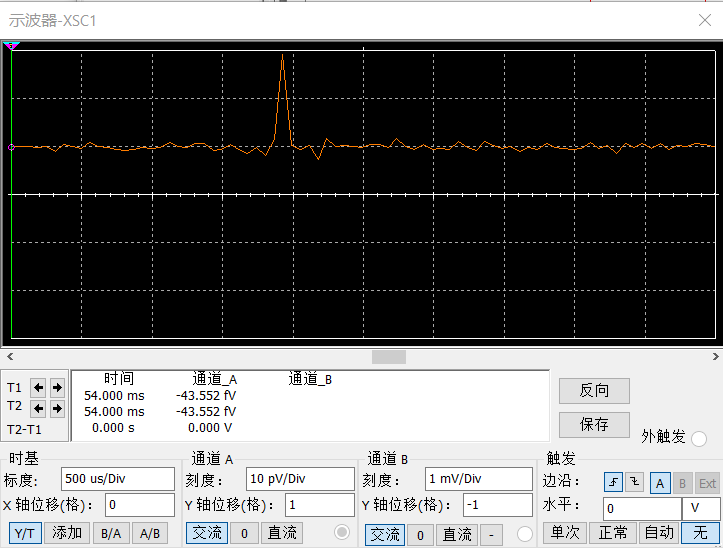 示波器-XSC1
时间 通道_A 通道_B
T1 54.000 ms -43.552 fV
T2 54.000 ms -43.552 fV
T2-T1 0.000 s 0.000 V
反向
保存
外触发
时基 通道 A 通道 B 触发
标度: 500 us/Div 刻度: 10 pV/Div 刻度: 1 mV/Div 边沿: A B Ext
X 轴位移(格): 0 Y 轴位移(格): 1 Y 轴位移(格): -1 水平: 0 V
Y/T 添加 B/A A/B 交流 0 直流 交流 0 直流 - 单次 正常 自动 无